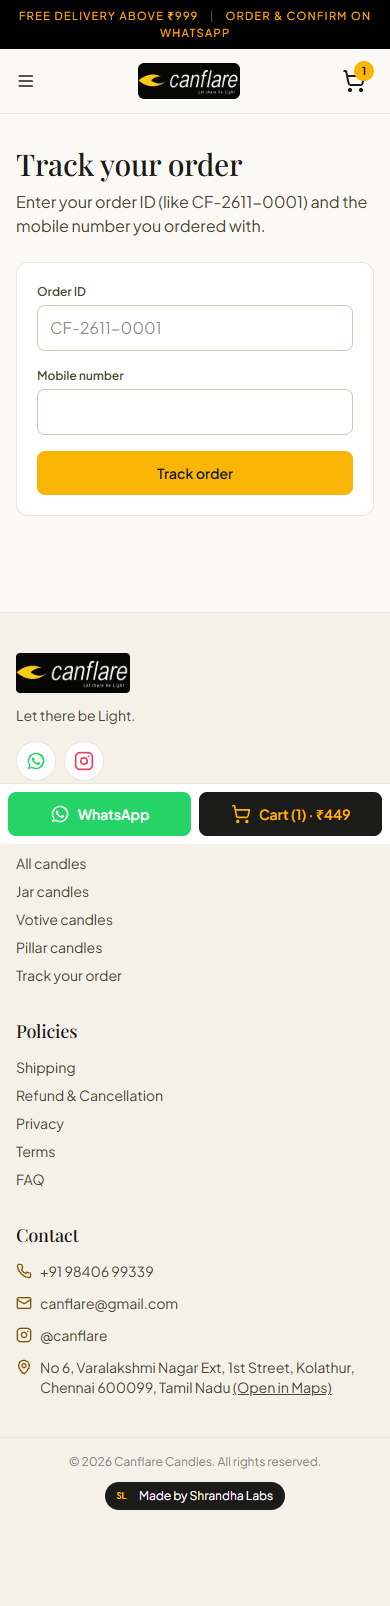 FREE DELIVERY ABOVE ₹999 | ORDER & CONFIRM ON
WHATSAPP
canflare
Let there be Light
1
Track your order
Enter your order ID (like CF-2611-0001) and the
mobile number you ordered with.
Order ID
CF-2611-0001
Mobile number
Track order
canflare
Let there be Light
Let there be Light.
WhatsApp
Cart (1) · ₹449
All candles
Jar candles
Votive candles
Pillar candles
Track your order
Policies
Shipping
Refund & Cancellation
Privacy
Terms
FAQ
Contact
+91 98406 99339
canflare@gmail.com
@canflare
No 6, Varalakshmi Nagar Ext, 1st Street, Kolathur,
Chennai 600099, Tamil Nadu (Open in Maps)
© 2026 Canflare Candles. All rights reserved.
SL Made by Shrandha Labs